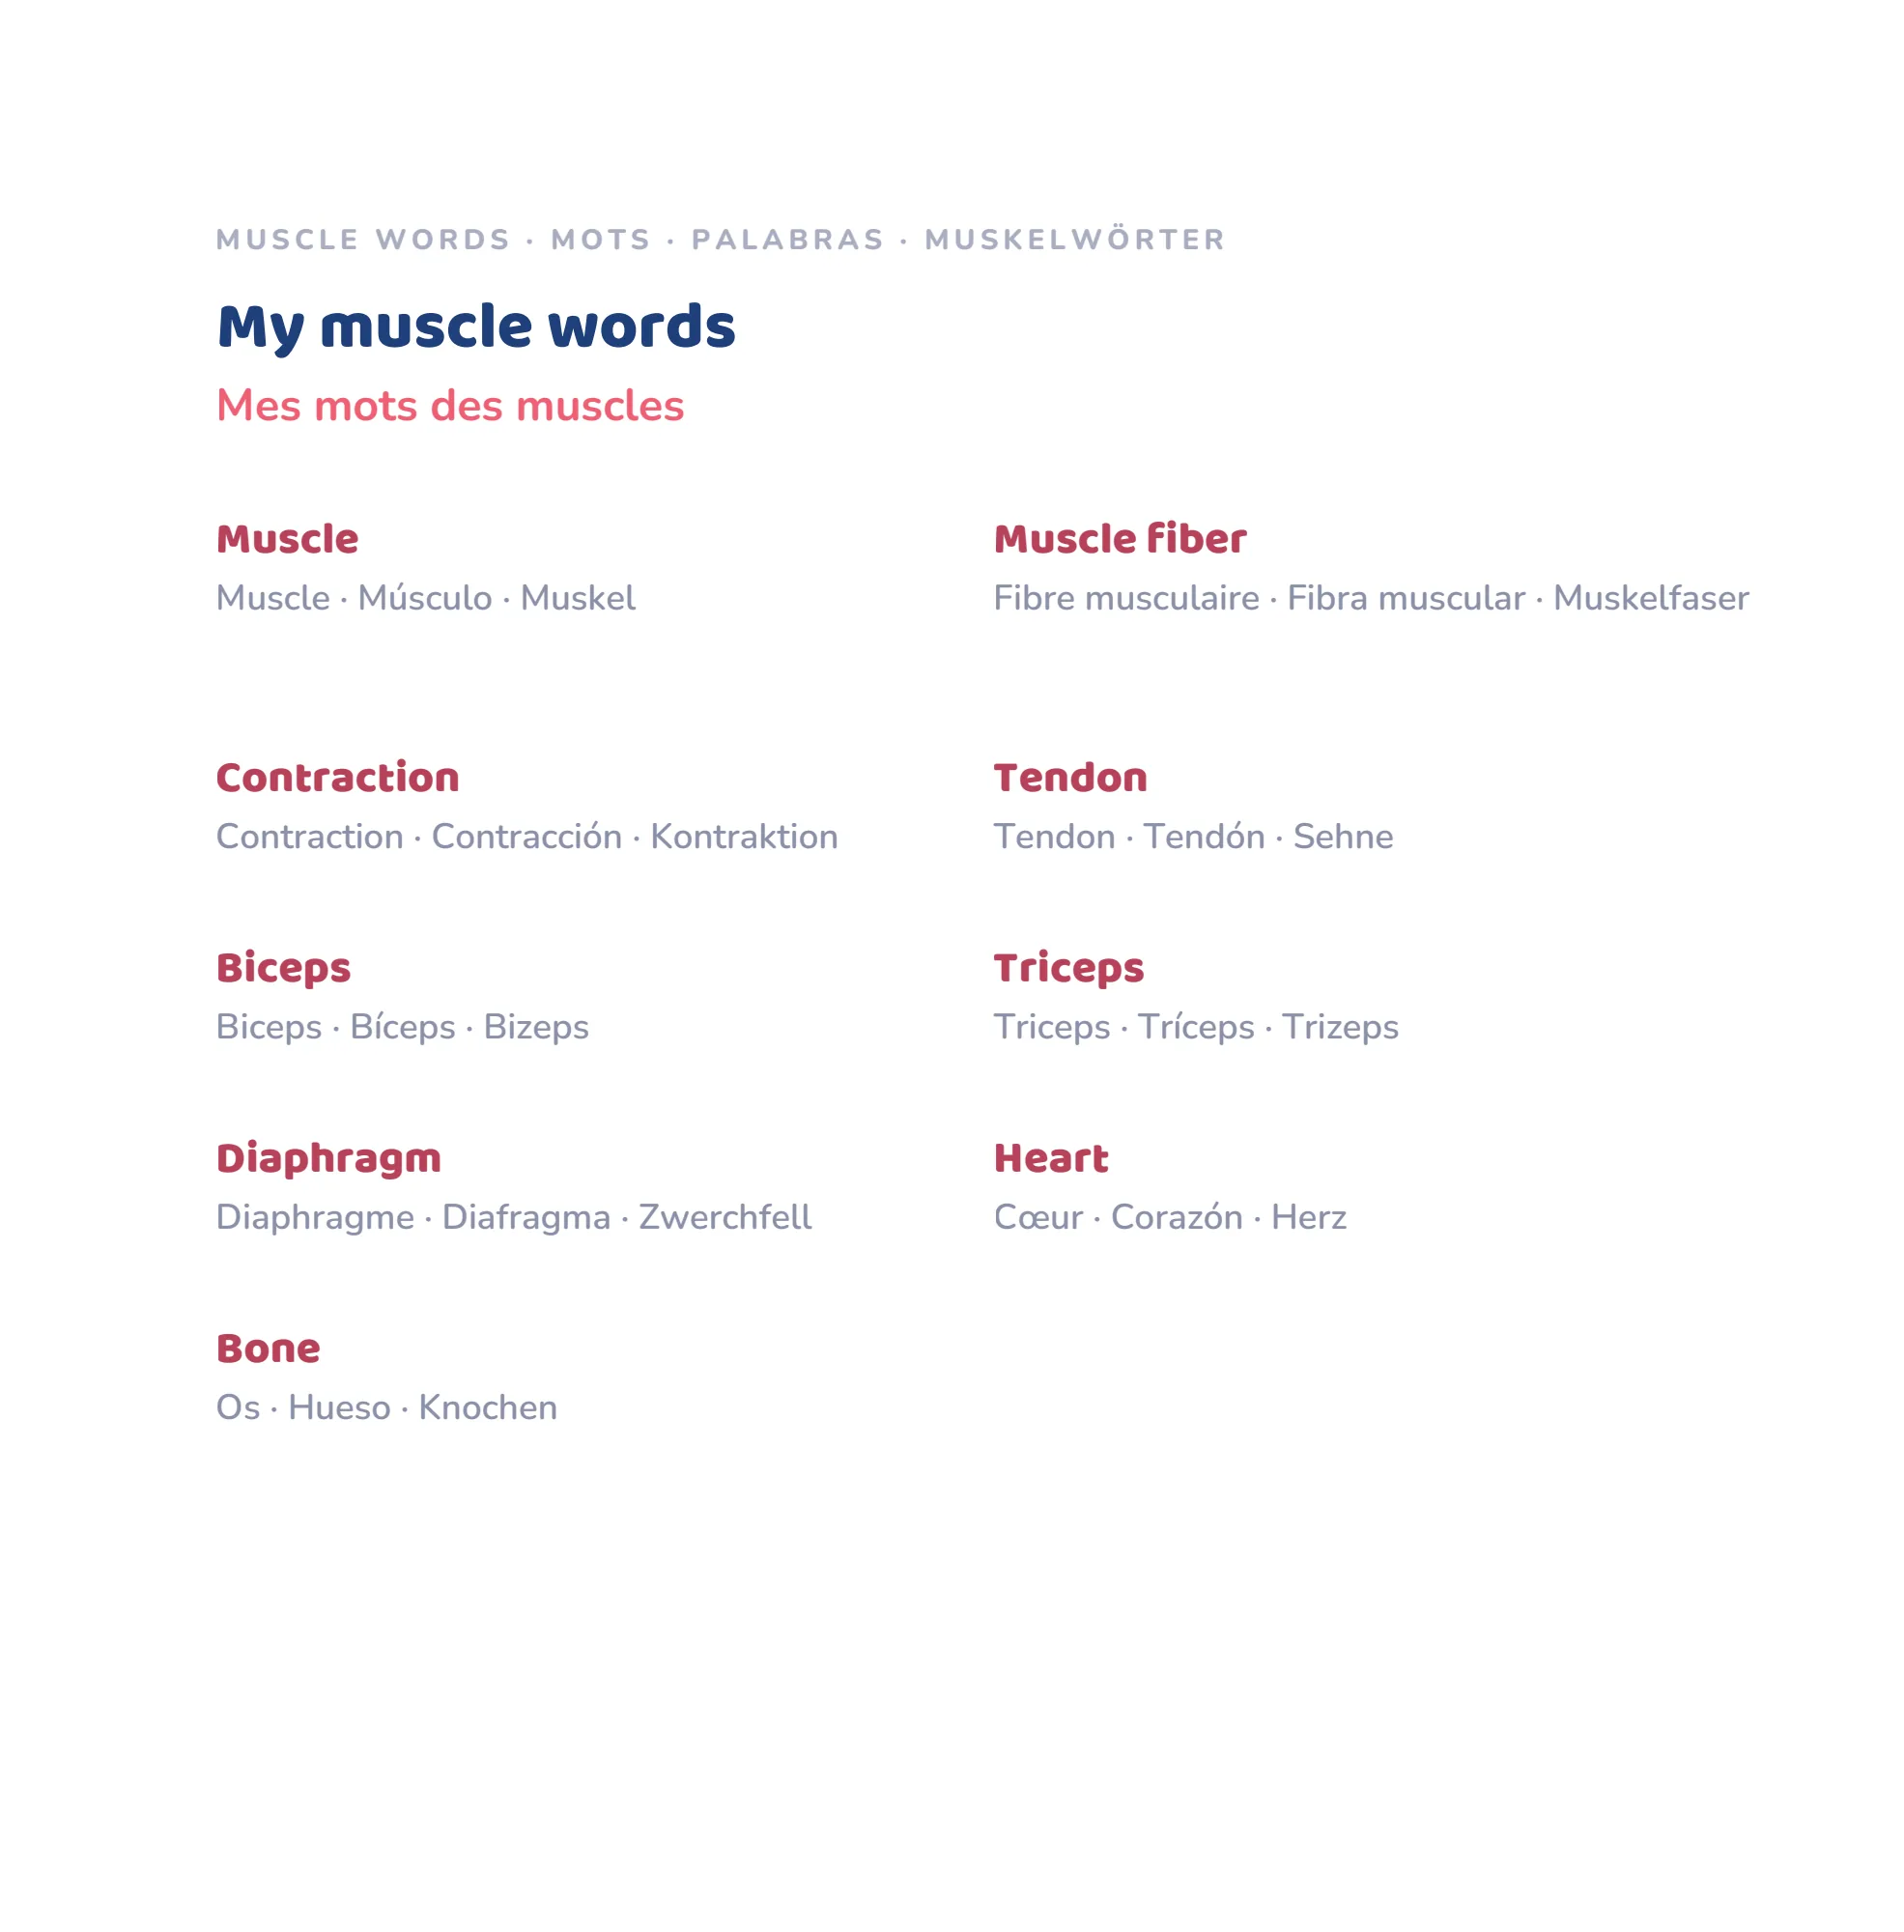 MUSCLE WORDS · MOTS · PALABRAS · MUSKELWÖRTER
My muscle words
Mes mots des muscles
Muscle
Muscle · Músculo · Muskel
Muscle fiber
Fibre musculaire · Fibra muscular · Muskelfaser
Contraction
Contraction · Contracción · Kontraktion
Tendon
Tendon · Tendón · Sehne
Biceps
Biceps · Bíceps · Bizeps
Triceps
Triceps · Tríceps · Trizeps
Diaphragm
Diaphragme · Diafragma · Zwerchfell
Heart
Cœur · Corazón · Herz
Bone
Os · Hueso · Knochen